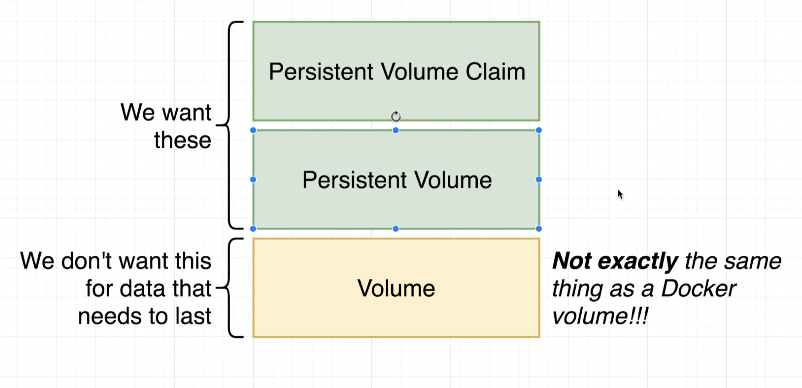 Persistent Volume Claim
We want
these
Persistent Volume
We don't want this
for data that
needs to last
Volume
Not exactly the same
thing as a Docker
volume!!!